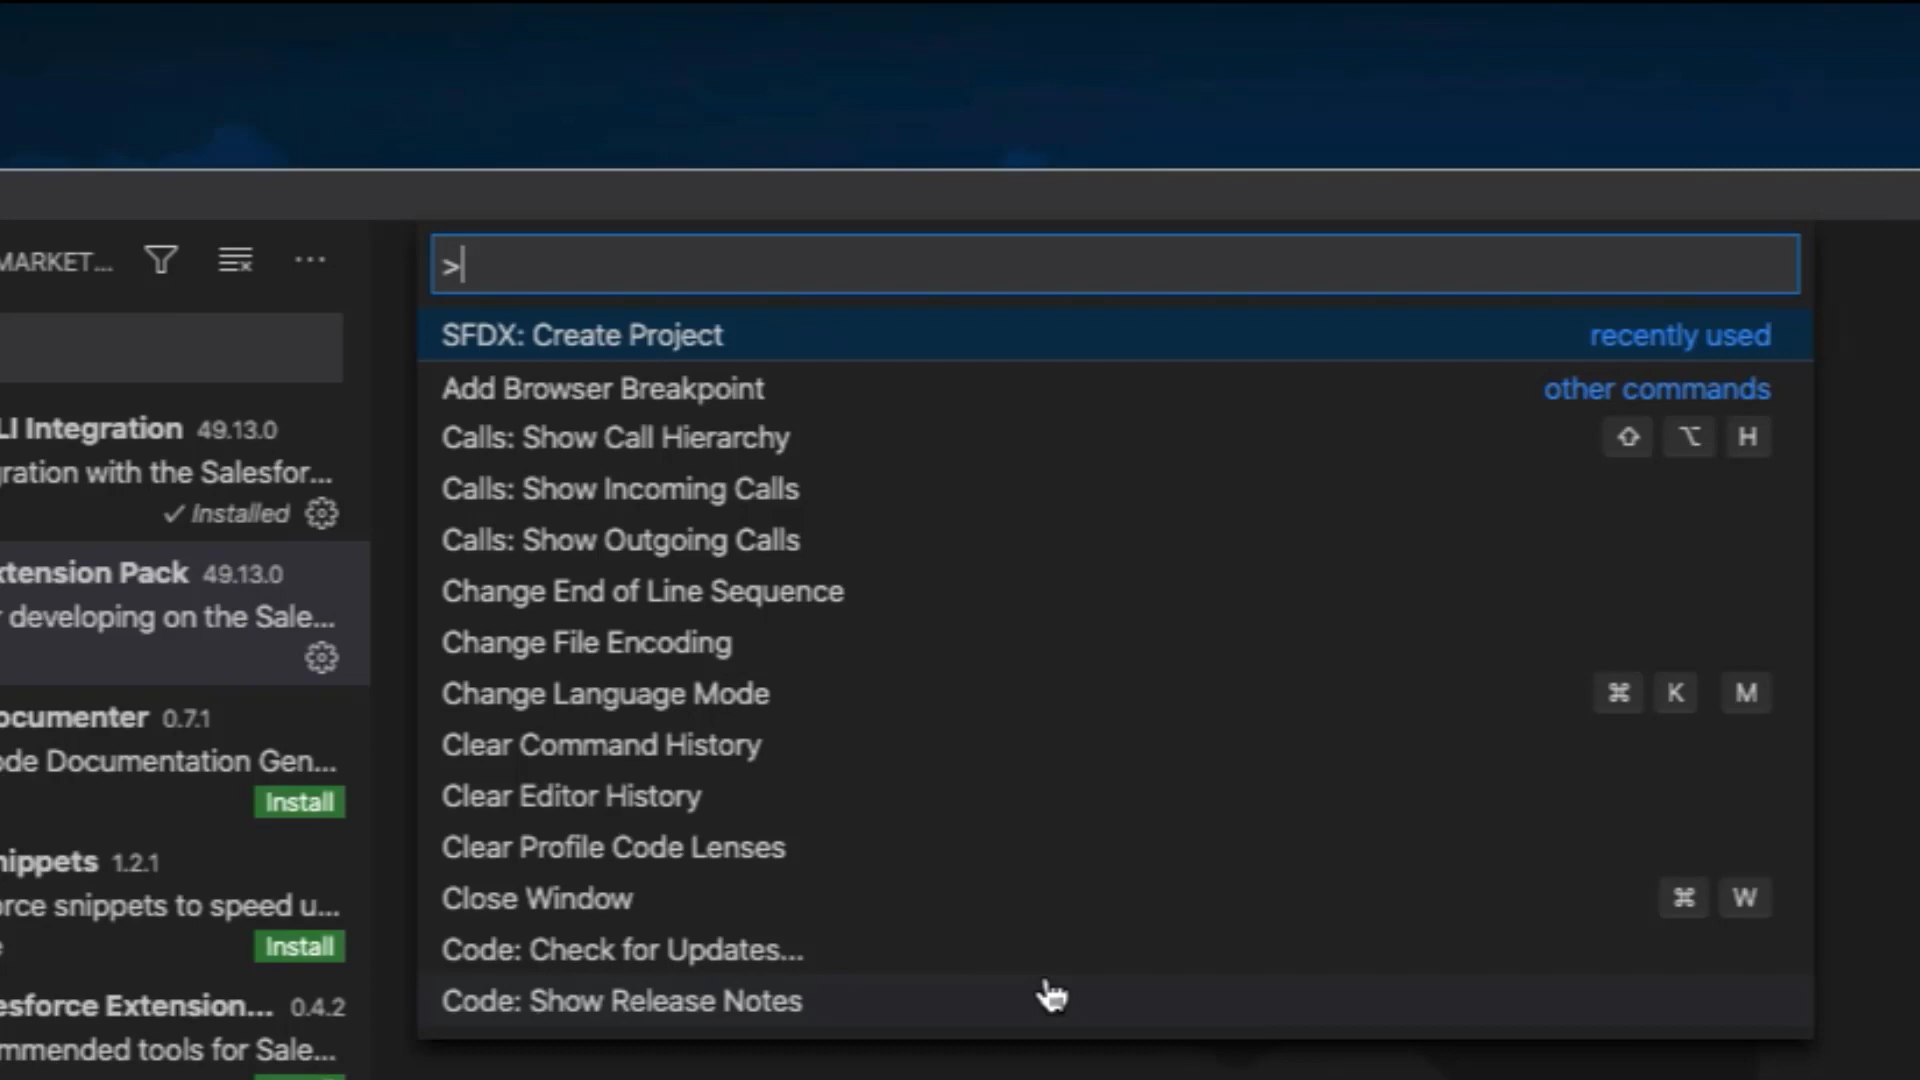 MARKET...
LI Integration 49.13.0
gration with the Salesfor...
✓ Installed
xtension Pack 49.13.0
r developing on the Sale...
ocumenter 0.7.1
ode Documentation Gen...
Install
nippets 1.2.1
orce snippets to speed u...
Install
esforce Extension... 0.4.2
mmended tools for Sale...
>
SFDX: Create Project recently used
Add Browser Breakpoint other commands
Calls: Show Call Hierarchy ⇧ ⌥ H
Calls: Show Incoming Calls
Calls: Show Outgoing Calls
Change End of Line Sequence
Change File Encoding
Change Language Mode ⌘ K M
Clear Command History
Clear Editor History
Clear Profile Code Lenses
Close Window ⌘ W
Code: Check for Updates...
Code: Show Release Notes